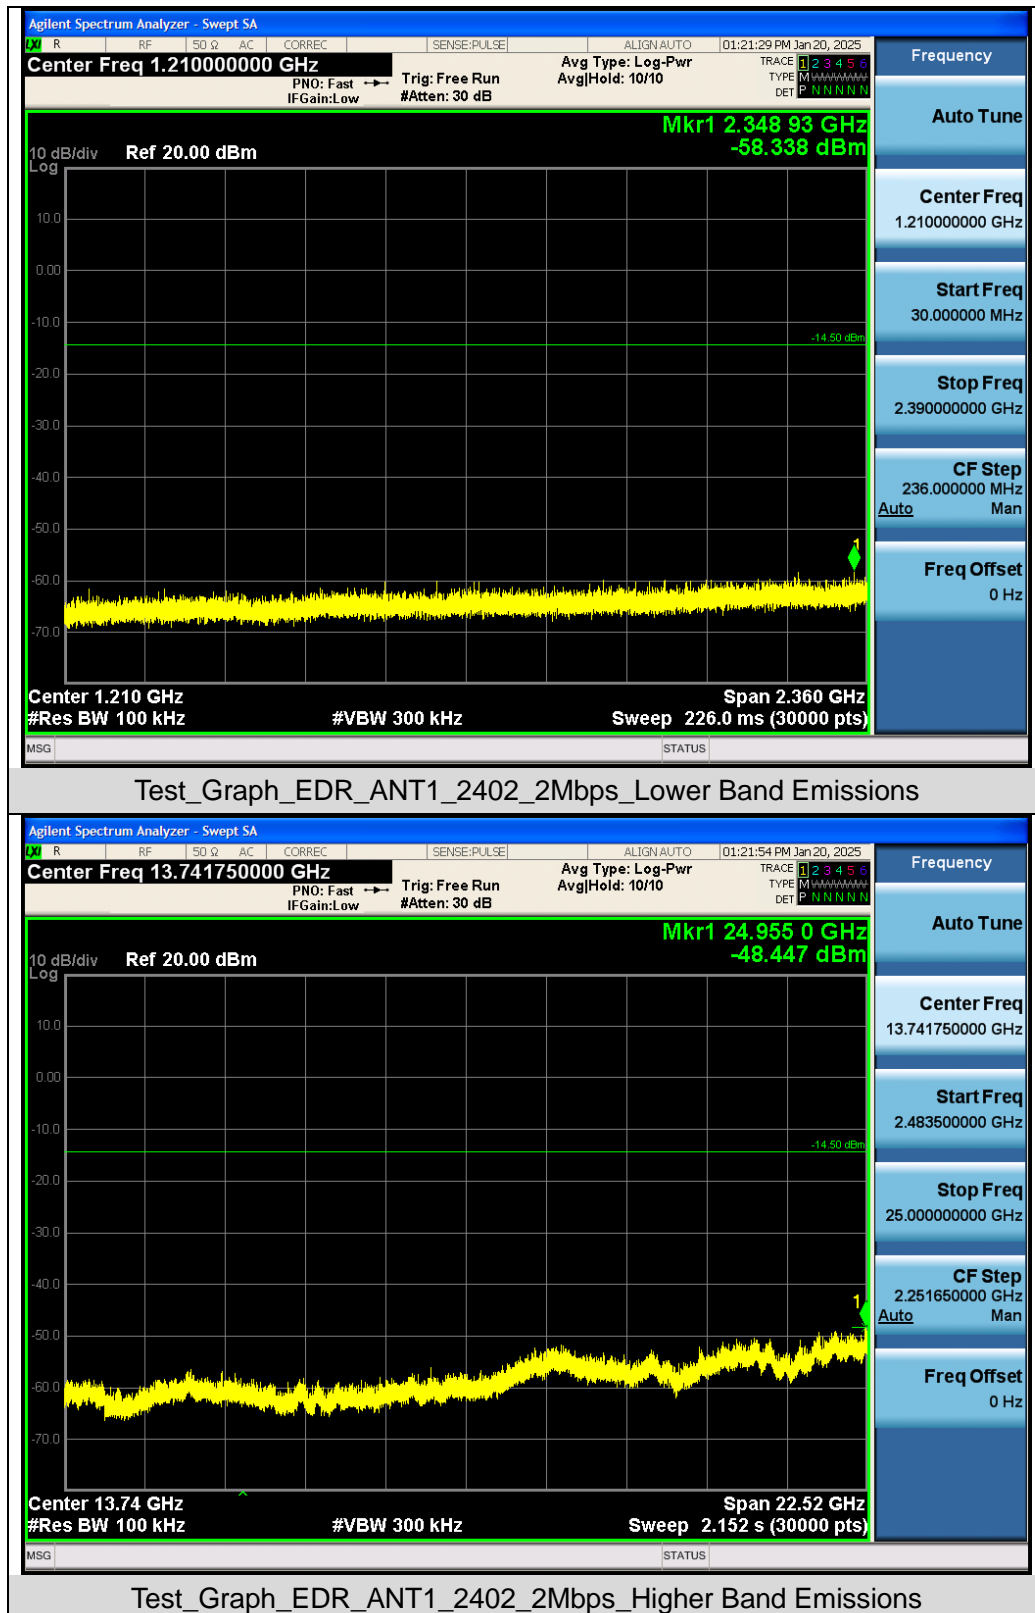 Agilent Spectrum Analyzer - Swept SA
LXI R RF 50 Ω AC CORREC SENSE:PULSE ALIGN AUTO 01:21:29 PM Jan 20, 2025
Center Freq 1.210000000 GHz
PNO: Fast
IFGain:Low
Trig: Free Run
#Atten: 30 dB
Avg Type: Log-Pwr
Avg|Hold: 10/10
TRACE 1 2 3 4 5 6
TYPE M WWWWW
DET P N N N N N
Mkr1 2.348 93 GHz
-58.338 dBm
10 dB/div Ref 20.00 dBm
Log
10.0
0.00
-10.0
-14.50 dBm
-20.0
-30.0
-40.0
-50.0
1
-60.0
-70.0
Center 1.210 GHz Span 2.360 GHz
#Res BW 100 kHz #VBW 300 kHz Sweep 226.0 ms (30000 pts)
MSG STATUS
Frequency
Auto Tune
Center Freq
1.210000000 GHz
Start Freq
30.000000 MHz
Stop Freq
2.390000000 GHz
CF Step
236.000000 MHz
Auto Man
Freq Offset
0 Hz
Test_Graph_EDR_ANT1_2402_2Mbps_Lower Band Emissions
Agilent Spectrum Analyzer - Swept SA
LXI R RF 50 Ω AC CORREC SENSE:PULSE ALIGN AUTO 01:21:54 PM Jan 20, 2025
Center Freq 13.741750000 GHz
PNO: Fast
IFGain:Low
Trig: Free Run
#Atten: 30 dB
Avg Type: Log-Pwr
Avg|Hold: 10/10
TRACE 1 2 3 4 5 6
TYPE M WWWWW
DET P N N N N N
Mkr1 24.955 0 GHz
-48.447 dBm
10 dB/div Ref 20.00 dBm
Log
10.0
0.00
-10.0
-14.50 dBm
-20.0
-30.0
-40.0
1
-50.0
-60.0
-70.0
Center 13.74 GHz Span 22.52 GHz
#Res BW 100 kHz #VBW 300 kHz Sweep 2.152 s (30000 pts)
MSG STATUS
Frequency
Auto Tune
Center Freq
13.741750000 GHz
Start Freq
2.483500000 GHz
Stop Freq
25.000000000 GHz
CF Step
2.251650000 GHz
Auto Man
Freq Offset
0 Hz
Test_Graph_EDR_ANT1_2402_2Mbps_Higher Band Emissions